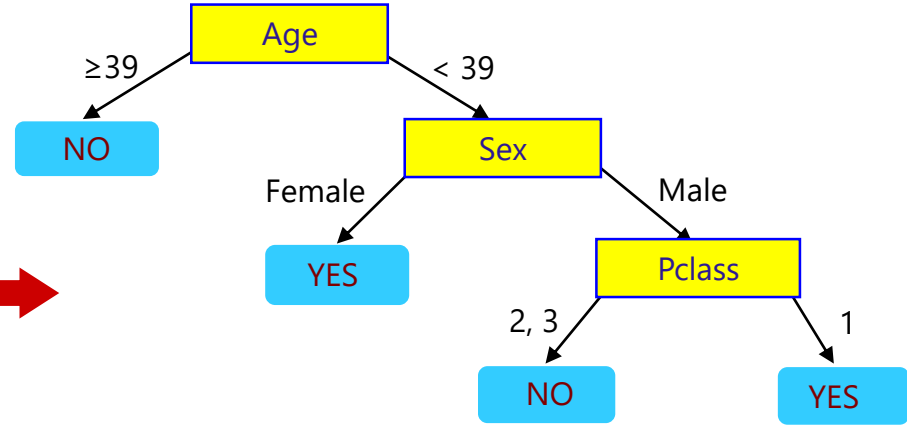 Age
≥39
< 39
NO
Sex
Female
Male
YES
Pclass
2, 3
1
NO
YES